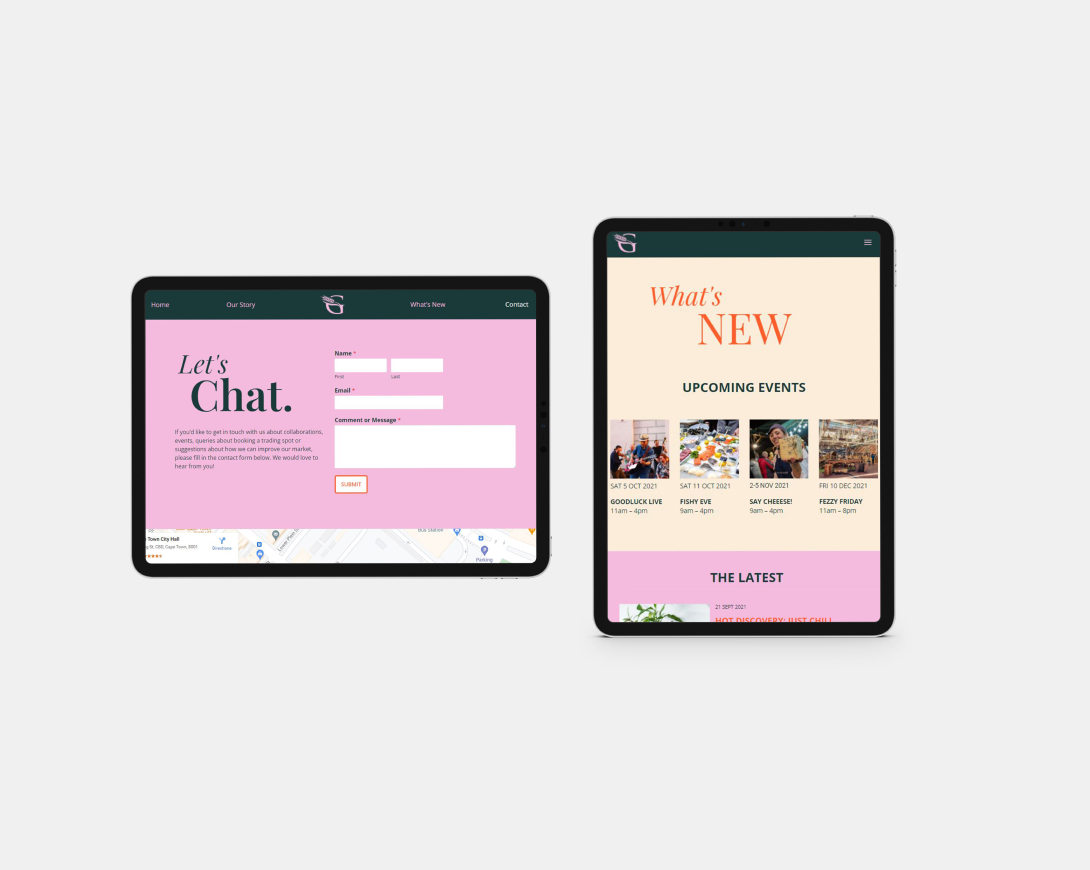 Home
Our Story
G
What's New
Contact
Let's
Chat.
If you'd like to get in touch with us about collaborations,
events, queries about booking a trading spot or
suggestions about how we can improve our market,
please fill in the contact form below. We would love to
hear from you!
Name *
First
Last
Email *
Comment or Message *
SUBMIT
Town City Hall
St, CBD, Cape Town, 8001
Directions
Lower Plein
Bus Station
Parking
G
What's
NEW
UPCOMING EVENTS
SAT 5 OCT 2021
GOODLUCK LIVE
11am – 4pm
SAT 11 OCT 2021
FISHY EVE
9am – 4pm
2-5 NOV 2021
SAY CHEEESE!
9am – 4pm
FRI 10 DEC 2021
FEZZY FRIDAY
11am – 8pm
THE LATEST
21 SEPT 2021
HOT DISCOVERY: JUST CHILL